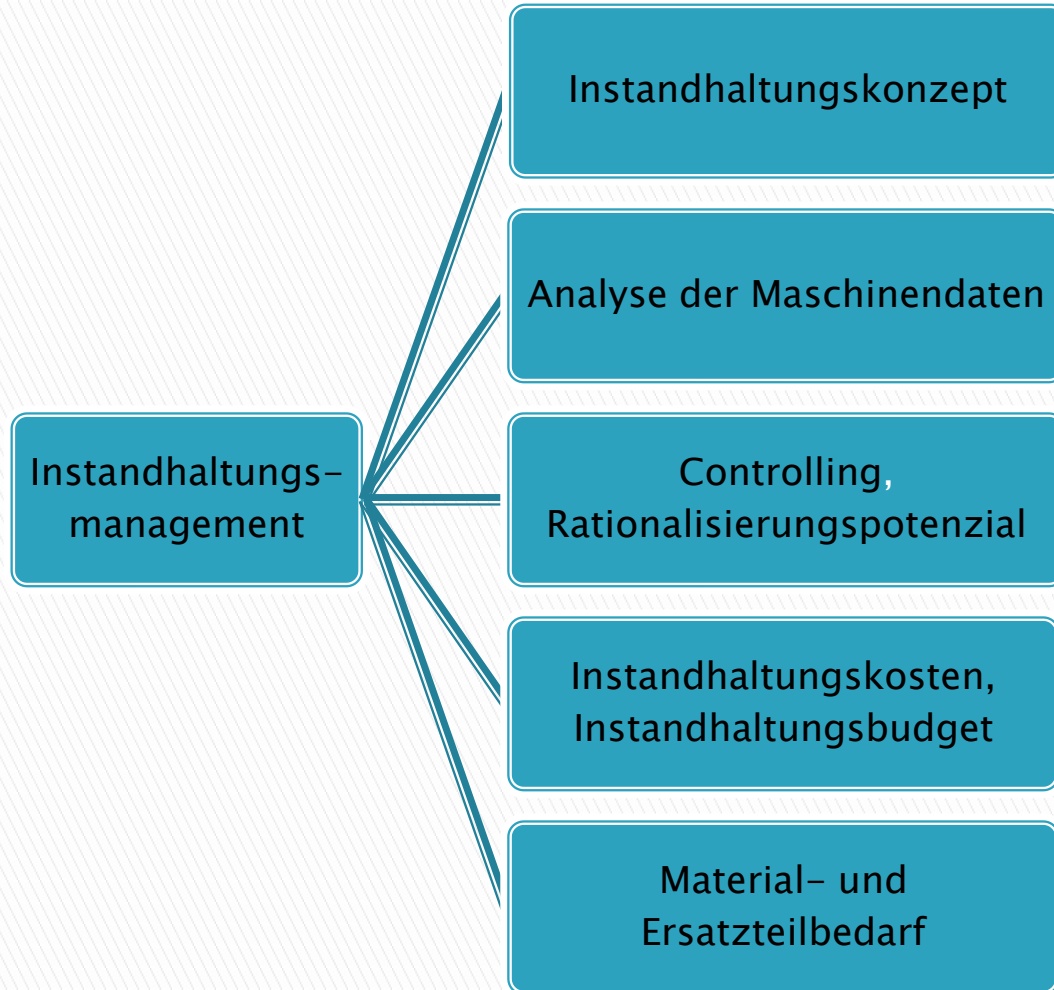 Instandhaltungskonzept
Analyse der Maschinendaten
Instandhaltungs-
management
Controlling,
Rationalisierungspotenzial
Instandhaltungskosten,
Instandhaltungsbudget
Material- und
Ersatzteilbedarf